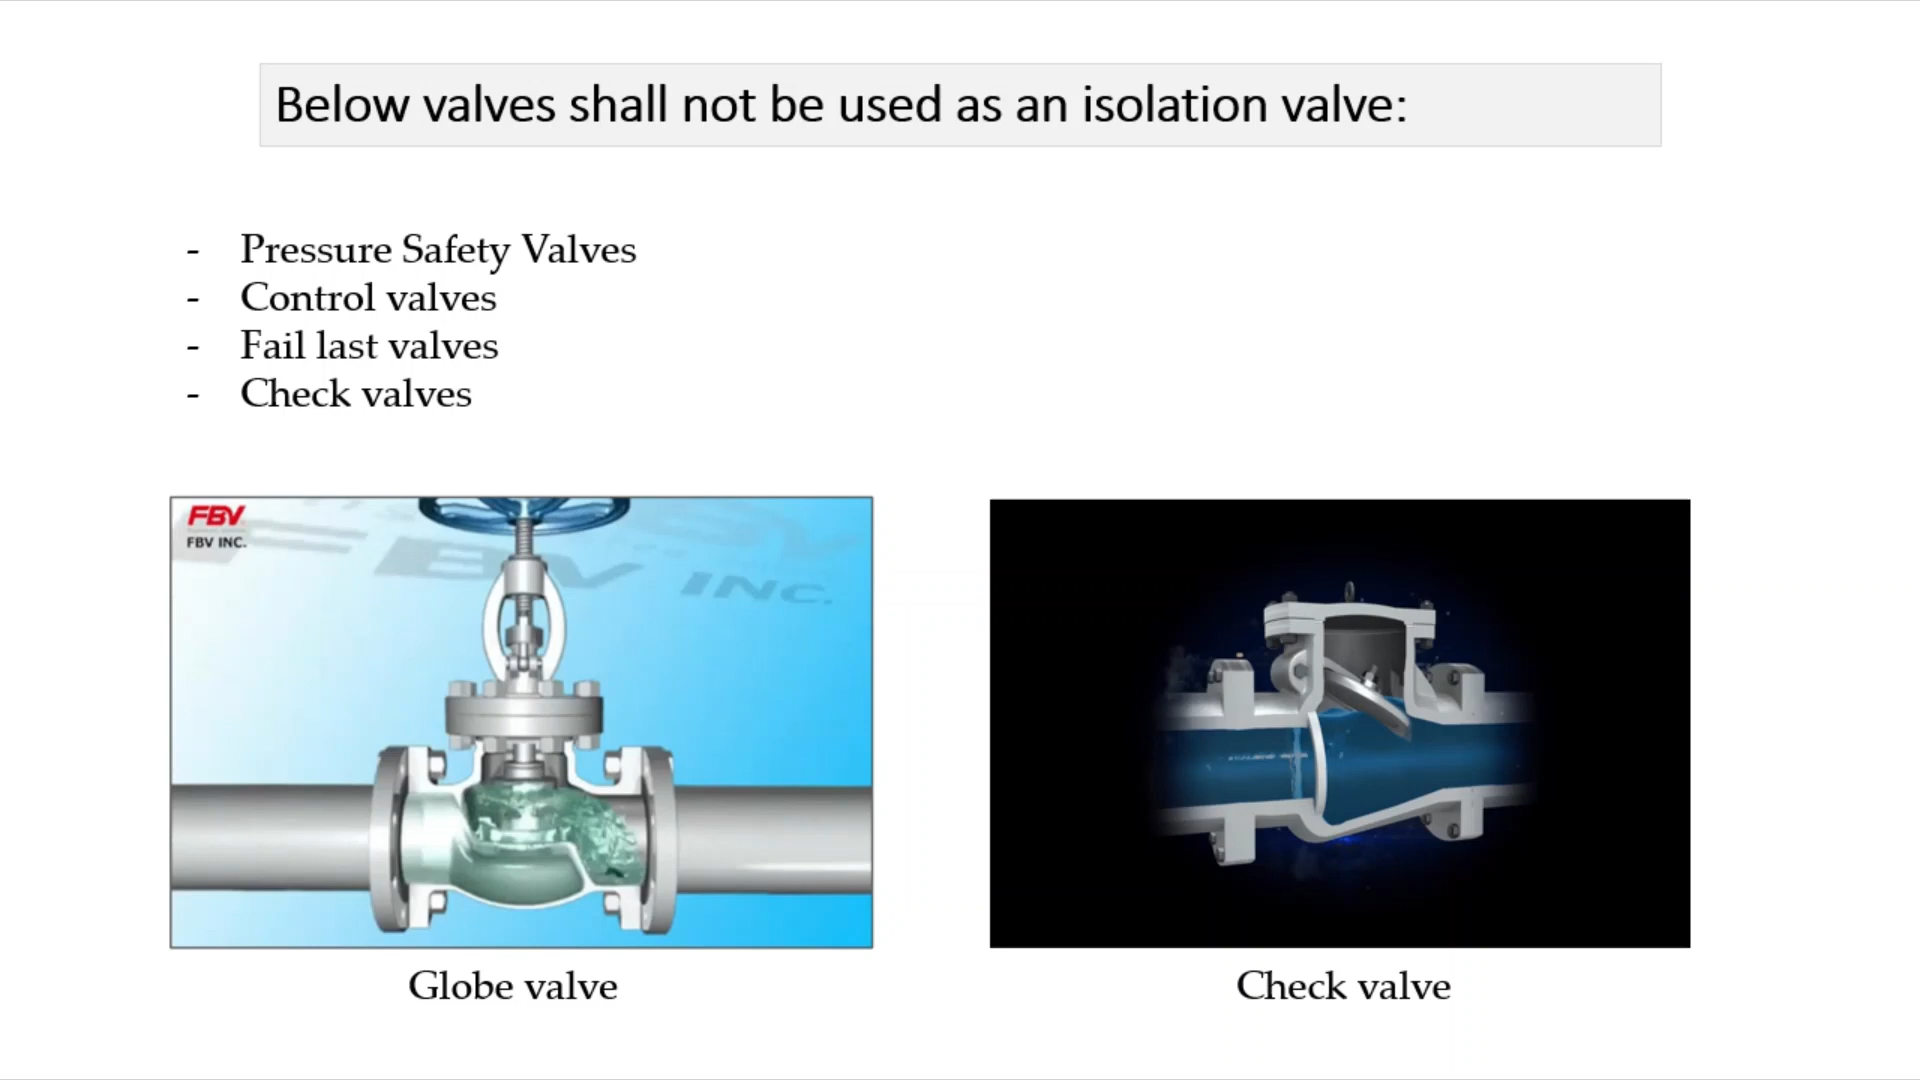 Below valves shall not be used as an isolation valve:
- Pressure Safety Valves
- Control valves
- Fail last valves
- Check valves
FBV
FBV INC.
FBV INC.
Globe valve
Check valve